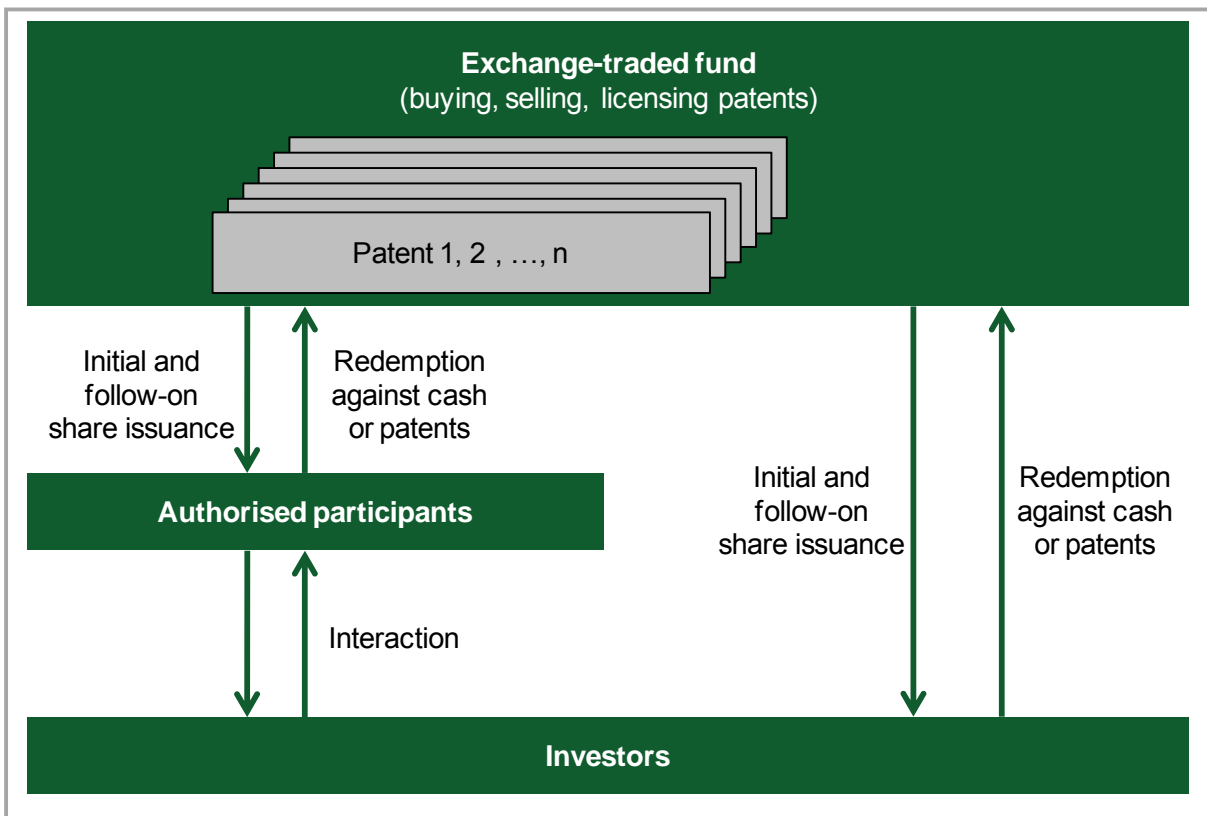 Exchange-traded fund
(buying, selling, licensing patents)
Patent 1, 2 , …, n
Initial and
follow-on
share issuance
Redemption
against cash
or patents
Authorised participants
Interaction
Initial and
follow-on
share issuance
Redemption
against cash
or patents
Investors